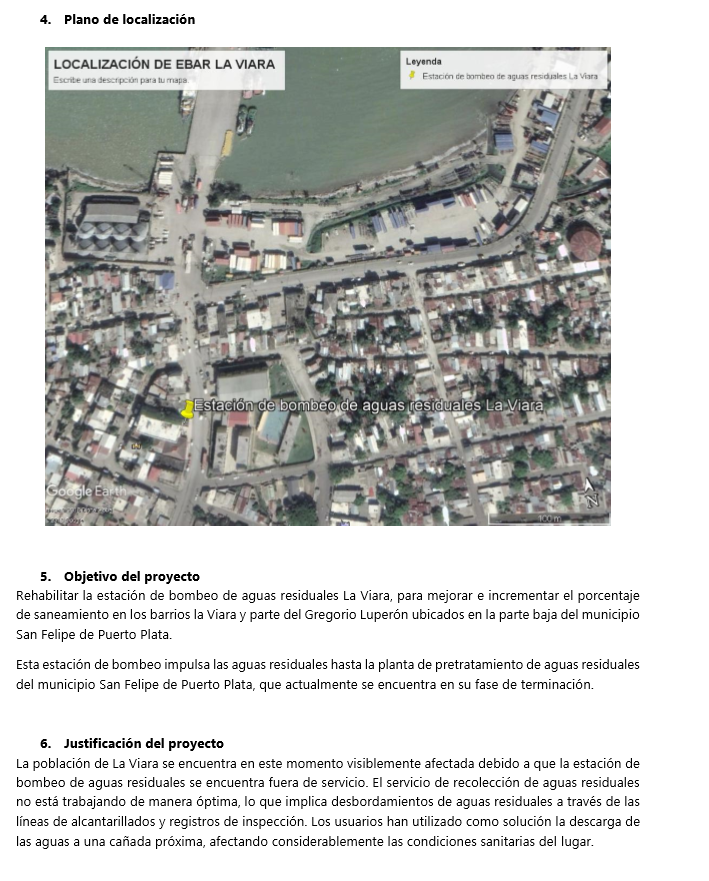 4. Plano de localización
LOCALIZACIÓN DE EBAR LA VIARA
Escribe una descripción para tu mapa.
Leyenda
Estación de bombeo de aguas residuales La Viara
Estación de bombeo de aguas residuales La Viara
Google Earth
N
100 m
5. Objetivo del proyecto
Rehabilitar la estación de bombeo de aguas residuales La Viara, para mejorar e incrementar el porcentaje
de saneamiento en los barrios la Viara y parte del Gregorio Luperón ubicados en la parte baja del municipio
San Felipe de Puerto Plata.
Esta estación de bombeo impulsa las aguas residuales hasta la planta de pretratamiento de aguas residuales
del municipio San Felipe de Puerto Plata, que actualmente se encuentra en su fase de terminación.
6. Justificación del proyecto
La población de La Viara se encuentra en este momento visiblemente afectada debido a que la estación de
bombeo de aguas residuales se encuentra fuera de servicio. El servicio de recolección de aguas residuales
no está trabajando de manera óptima, lo que implica desbordamientos de aguas residuales a través de las
líneas de alcantarillados y registros de inspección. Los usuarios han utilizado como solución la descarga de
las aguas a una cañada próxima, afectando considerablemente las condiciones sanitarias del lugar.